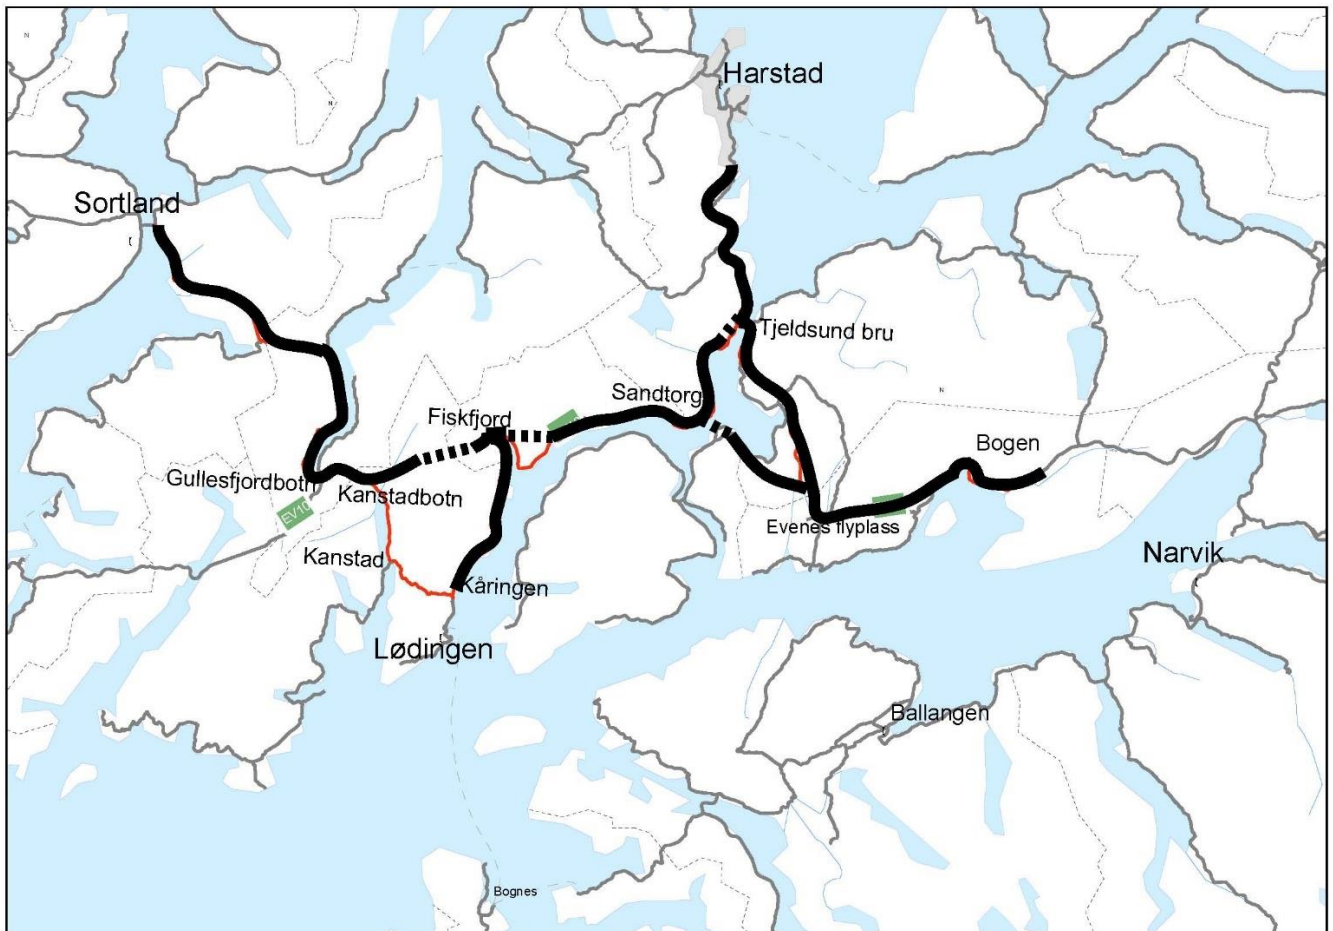 N
Harstad
N
Sortland
Tjeldsund bru
Sandtorg
N
Fiskfjord
Bogen
Gullesfjordbotn
Kanstadbotn
EV10
Evenes flyplass
Kanstad
Narvik
Kåringen
Lødingen
Ballangen
Bognes